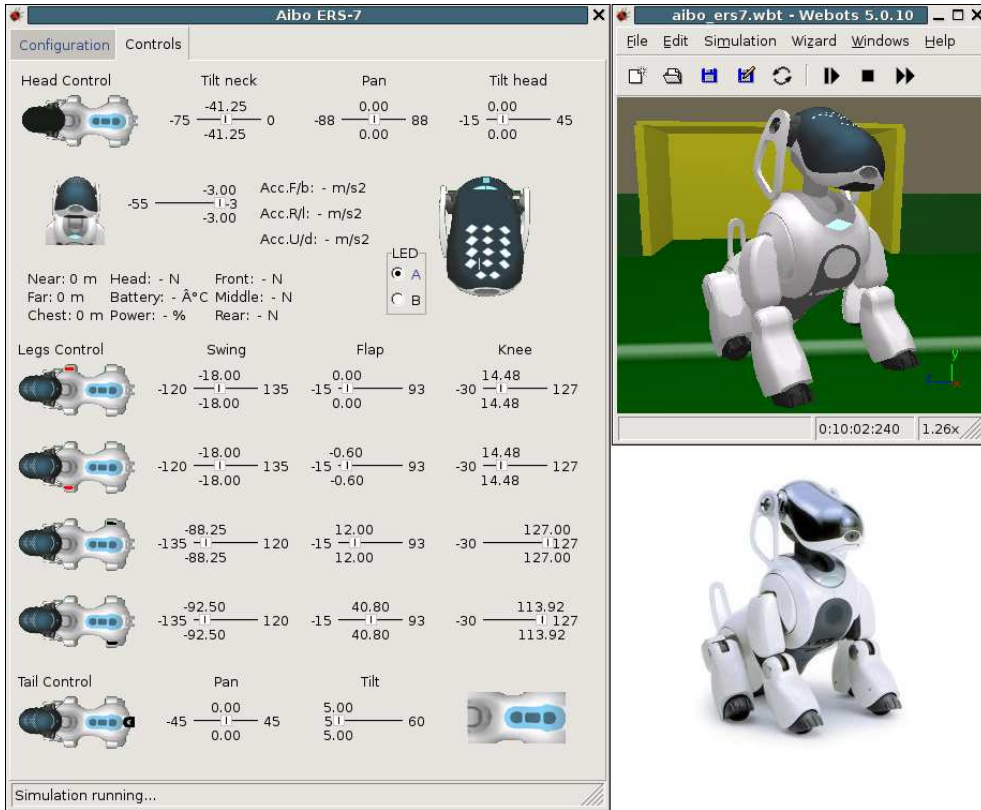 Aibo ERS-7
Configuration Controls
Head Control Tilt neck Pan Tilt head
-41.25 0.00 0.00
-75 0 -88 88 -15 45
-41.25 0.00 0.00
-3.00 Acc.F/b: - m/s2
-55 -3
-3.00 Acc.R/l: - m/s2
Acc.U/d: - m/s2
LED
A
B
Near: 0 m Head: - N Front: - N
Far: 0 m Battery: - Â°C Middle: - N
Chest: 0 m Power: - % Rear: - N
Legs Control Swing Flap Knee
-18.00 0.00 14.48
-120 135 -15 93 -30 127
-18.00 0.00 14.48
-18.00 -0.60 14.48
-120 135 -15 93 -30 127
-18.00 -0.60 14.48
-88.25 12.00 127.00
-135 120 -15 93 -30 127
-88.25 12.00 127.00
-92.50 40.80 113.92
-135 120 -15 93 -30 127
-92.50 40.80 113.92
Tail Control Pan Tilt
0.00 5.00
-45 45 5 60
0.00 5.00
Simulation running...
aibo_ers7.wbt - Webots 5.0.10
File Edit Simulation Wizard Windows Help
y
z x
0:10:02:240 1.26x